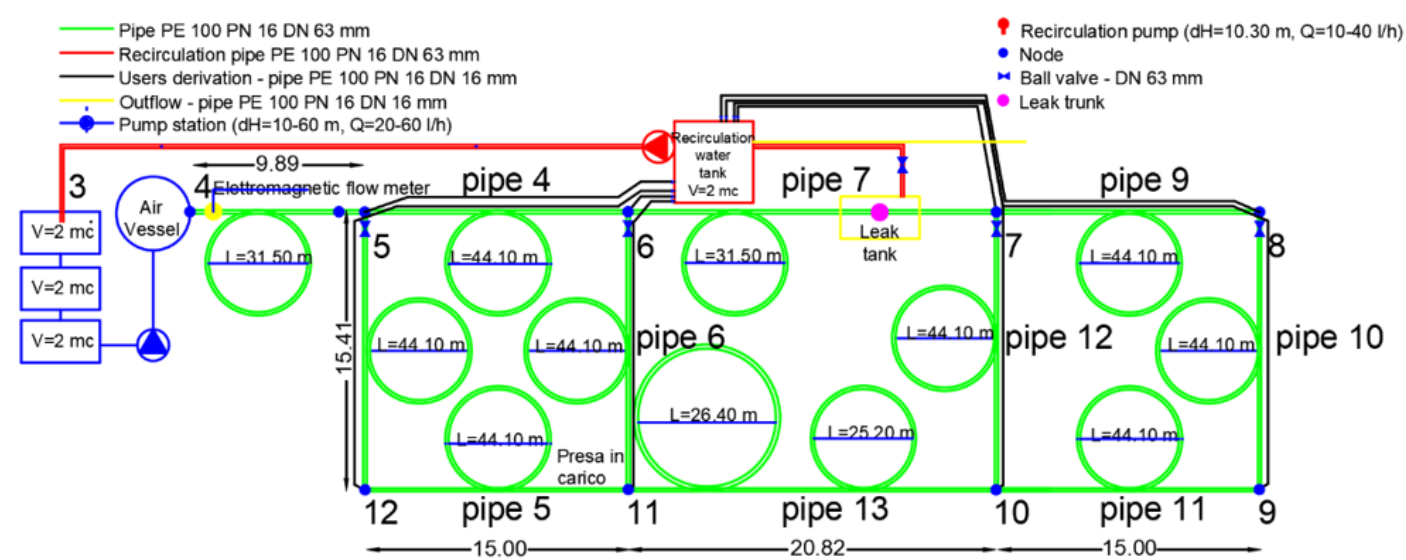 Pipe PE 100 PN 16 DN 63 mm
Recirculation pipe PE 100 PN 16 DN 63 mm
Users derivation - pipe PE 100 PN 16 DN 16 mm
Outflow - pipe PE 100 PN 16 DN 16 mm
Pump station (dH=10-60 m, Q=20-60 l/h)
Recirculation pump (dH=10.30 m, Q=10-40 l/h)
Node
Ball valve - DN 63 mm
Leak trunk
Recirculation
water
tank
V=2 mc
9.89
3
4
Elettromagnetic flow meter
pipe 4
pipe 7
pipe 9
Air
Vessel
V=2 mc
V=2 mc
V=2 mc
5
6
Leak
tank
7
8
L=31.50 m
L=44.10 m
L=31.50 m
L=44.10 m
15.41
L=44.10 m
L=44.10 m
pipe 6
L=44.10 m
pipe 12
L=44.10 m
pipe 10
L=44.10 m
L=26.40 m
L=25.20 m
L=44.10 m
Presa in
carico
12
pipe 5
11
pipe 13
10
pipe 11
9
15.00
20.82
15.00